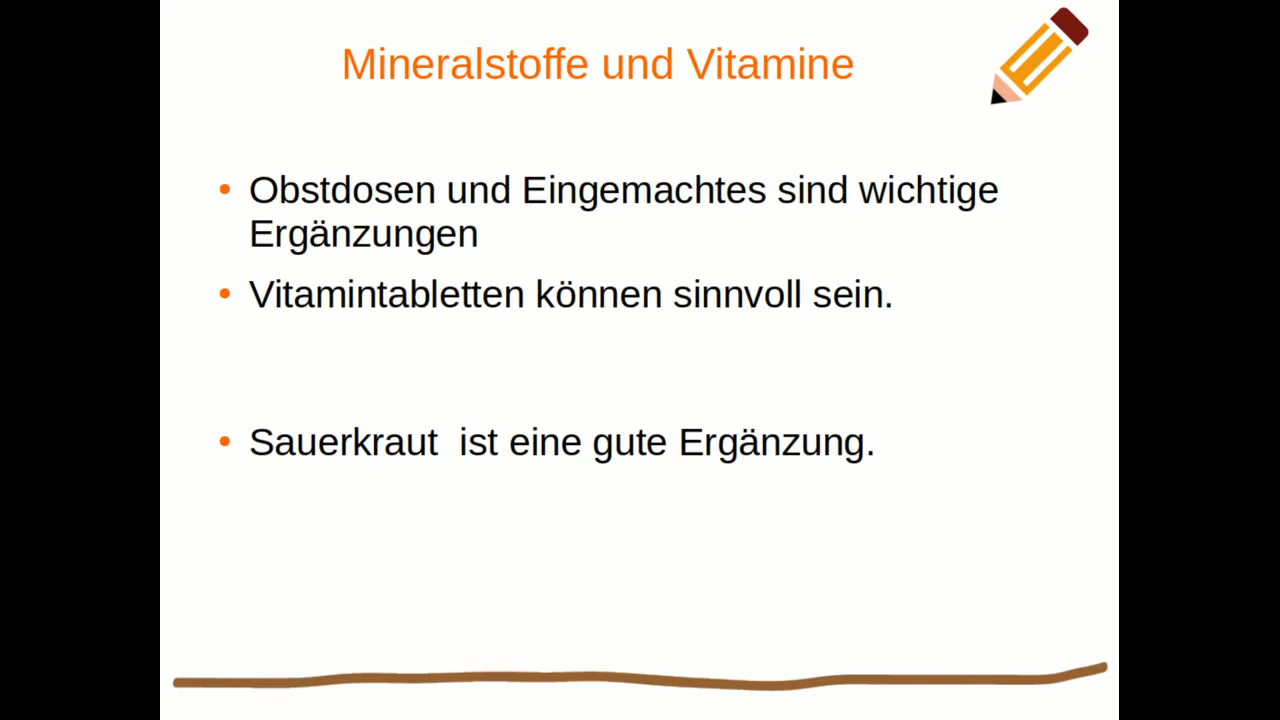 Mineralstoffe und Vitamine
• Obstdosen und Eingemachtes sind wichtige
Ergänzungen
• Vitamintabletten können sinnvoll sein.
• Sauerkraut  ist eine gute Ergänzung.